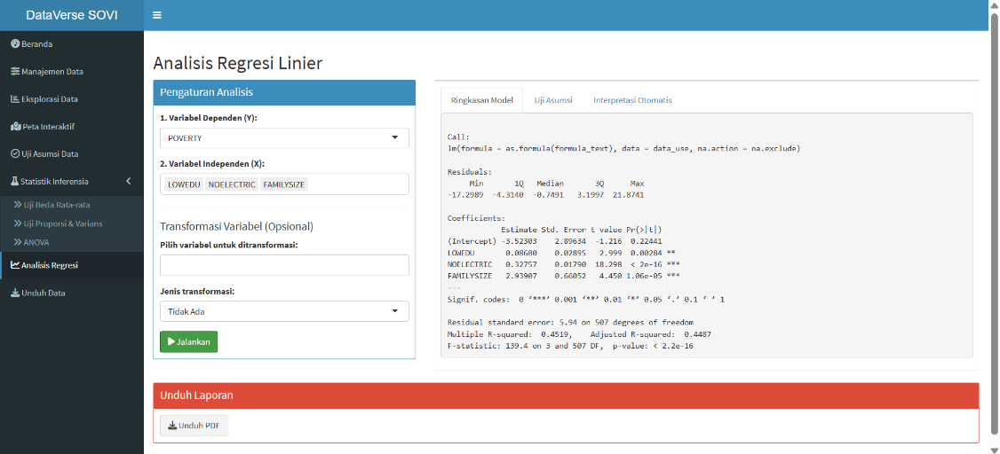 DataVerse SOVI
Beranda
Manajemen Data
Eksplorasi Data
Peta Interaktif
Uji Asumsi Data
Statistik Inferensia
Uji Beda Rata-rata
Uji Proporsi & Varians
ANOVA
Analisis Regresi
Unduh Data
Analisis Regresi Linier
Pengaturan Analisis
1. Variabel Dependen (Y):
POVERTY
2. Variabel Independen (X):
LOWEDU NOELECTRIC FAMILYSIZE
Transformasi Variabel (Opsional)
Pilih variabel untuk ditransformasi:
Jenis transformasi:
Tidak Ada
Jalankan
Ringkasan Model Uji Asumsi Interpretasi Otomatis
Call:
lm(formula = as.formula(formula_text), data = data_use, na.action = na.exclude)
Residuals:
Min 1Q Median 3Q Max
-17.2989 -4.3140 -0.7491 3.1997 21.8741
Coefficients:
Estimate Std. Error t value Pr(>|t|)
(Intercept) -3.52303 2.89634 -1.216 0.22441
LOWEDU 0.08680 0.02895 2.999 0.00284 **
NOELECTRIC 0.32757 0.01790 18.298 < 2e-16 ***
FAMILYSIZE 2.93907 0.66052 4.450 1.06e-05 ***
---
Signif. codes: 0 ‘***’ 0.001 ‘**’ 0.01 ‘*’ 0.05 ‘.’ 0.1 ‘ ’ 1
Residual standard error: 5.94 on 507 degrees of freedom
Multiple R-squared: 0.4519, Adjusted R-squared: 0.4487
F-statistic: 139.4 on 3 and 507 DF, p-value: < 2.2e-16
Unduh Laporan
Unduh PDF